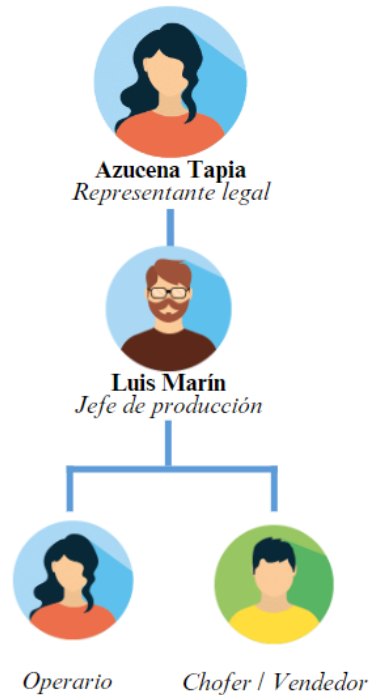 Azucena Tapia
Representante legal
Luis Marín
Jefe de producción
Operario
Chofer / Vendedor